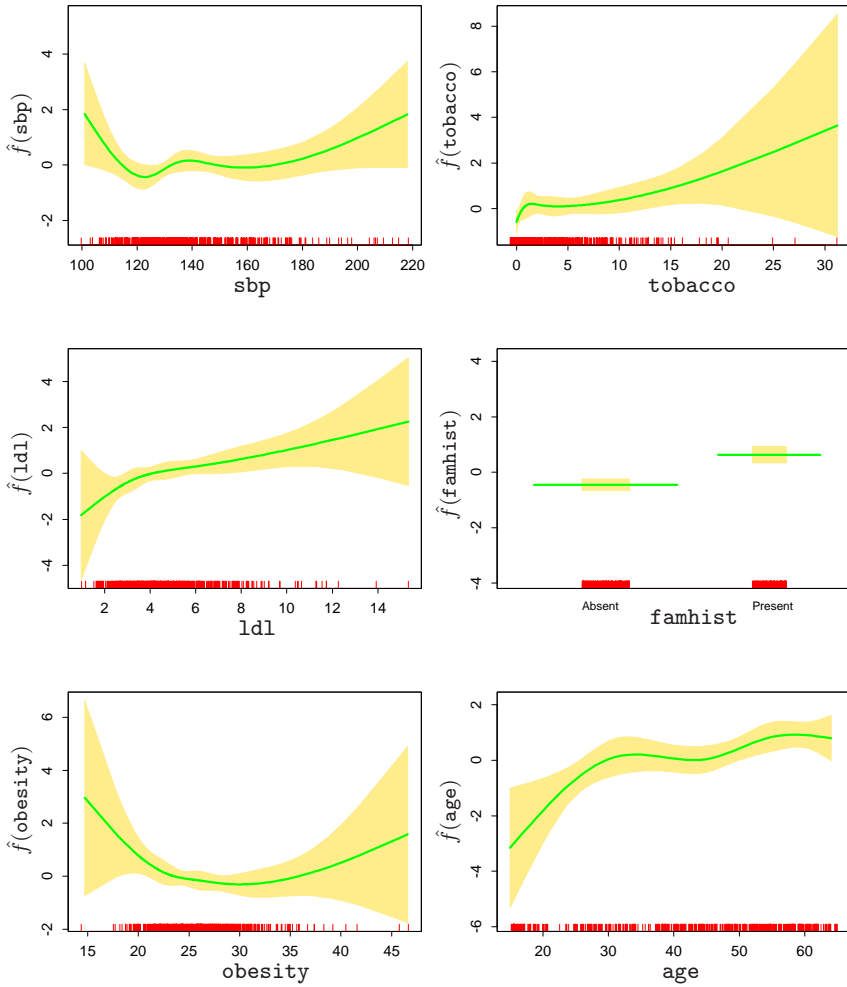 f̂(sbp)
-2 0 2 4
100 120 140 160 180 200 220
sbp
f̂(tobacco)
0 2 4 6 8
0 5 10 15 20 25 30
tobacco
f̂(ldl)
-4 -2 0 2 4
2 4 6 8 10 12 14
ldl
f̂(famhist)
-4 -2 0 2 4
Absent Present
famhist
f̂(obesity)
-2 0 2 4 6
15 20 25 30 35 40 45
obesity
f̂(age)
-6 -4 -2 0 2
20 30 40 50 60
age